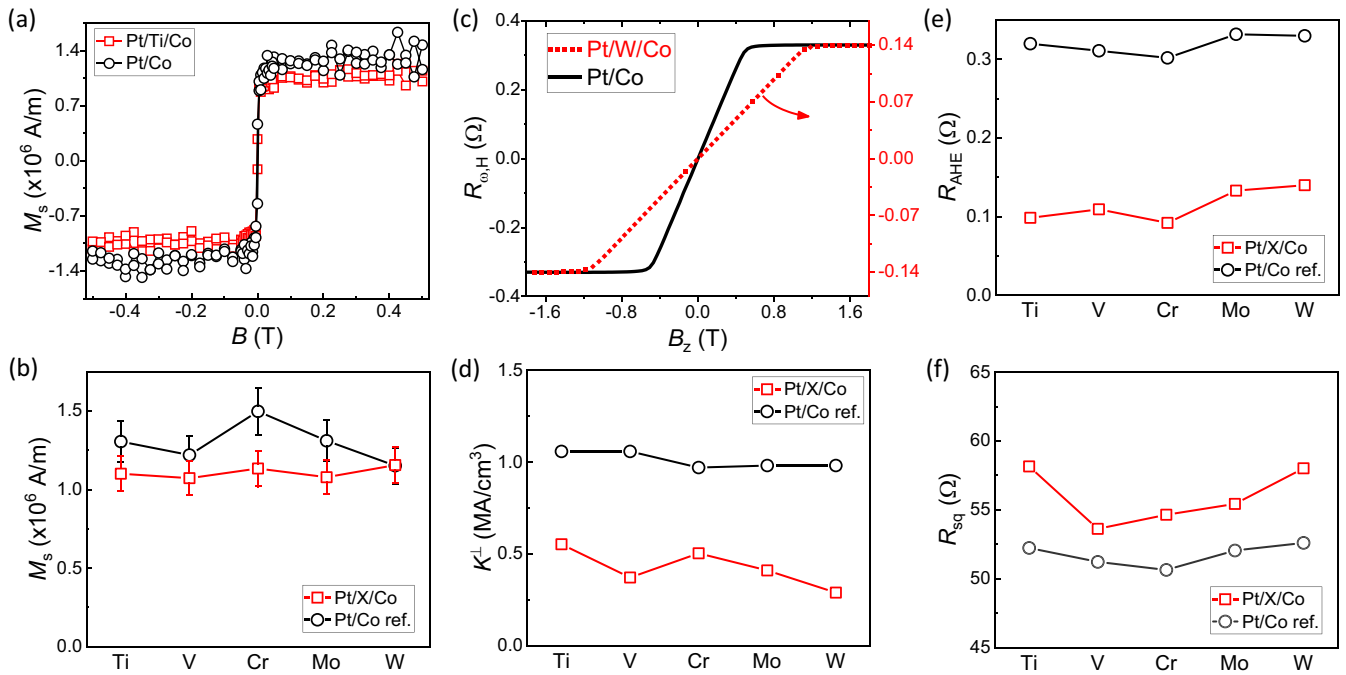 (a)
Pt/Ti/Co
Pt/Co
1.4
0.7
0.0
-0.7
-1.4
Ms (x10⁶ A/m)
-0.4 -0.2 0.0 0.2 0.4
B (T)
(b)
1.5
1.0
0.5
0.0
Ms (x10⁶ A/m)
Pt/X/Co
Pt/Co ref.
Ti V Cr Mo W
(c)
Pt/W/Co
Pt/Co
0.4
0.2
0.0
-0.2
-0.4
Rω,H (Ω)
0.14
0.07
0.00
-0.07
-0.14
-1.6 -0.8 0.0 0.8 1.6
Bz (T)
(d)
1.5
1.0
0.5
0.0
K⊥ (MA/cm³)
Pt/X/Co
Pt/Co ref.
Ti V Cr Mo W
(e)
0.3
0.2
0.1
0.0
RAHE (Ω)
Pt/X/Co
Pt/Co ref.
Ti V Cr Mo W
(f)
65
60
55
50
45
Rsq (Ω)
Pt/X/Co
Pt/Co ref.
Ti V Cr Mo W